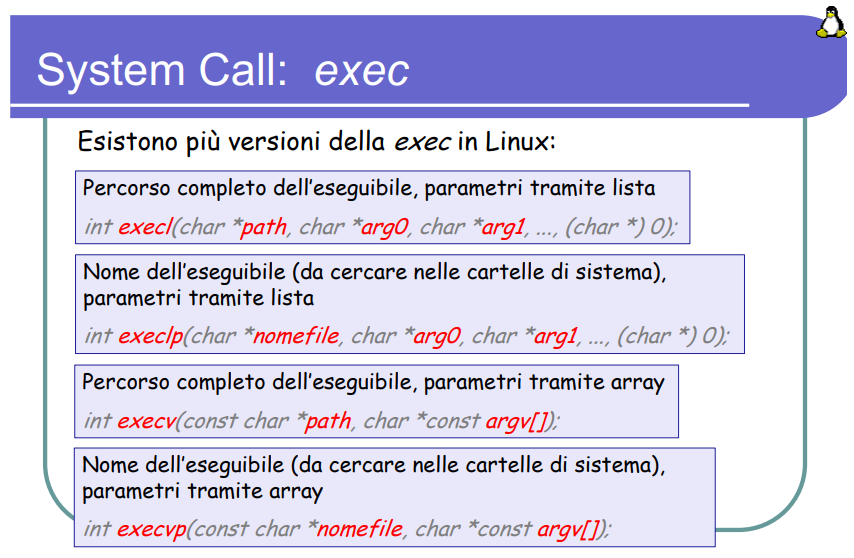 System Call: exec
Esistono più versioni della exec in Linux:
Percorso completo dell'eseguibile, parametri tramite lista
int execl(char *path, char *arg0, char *arg1, ..., (char *) 0);
Nome dell'eseguibile (da cercare nelle cartelle di sistema),
parametri tramite lista
int execlp(char *nomefile, char *arg0, char *arg1, ..., (char *) 0);
Percorso completo dell'eseguibile, parametri tramite array
int execv(const char *path, char *const argv[]);
Nome dell'eseguibile (da cercare nelle cartelle di sistema),
parametri tramite array
int execvp(const char *nomefile, char *const argv[]);